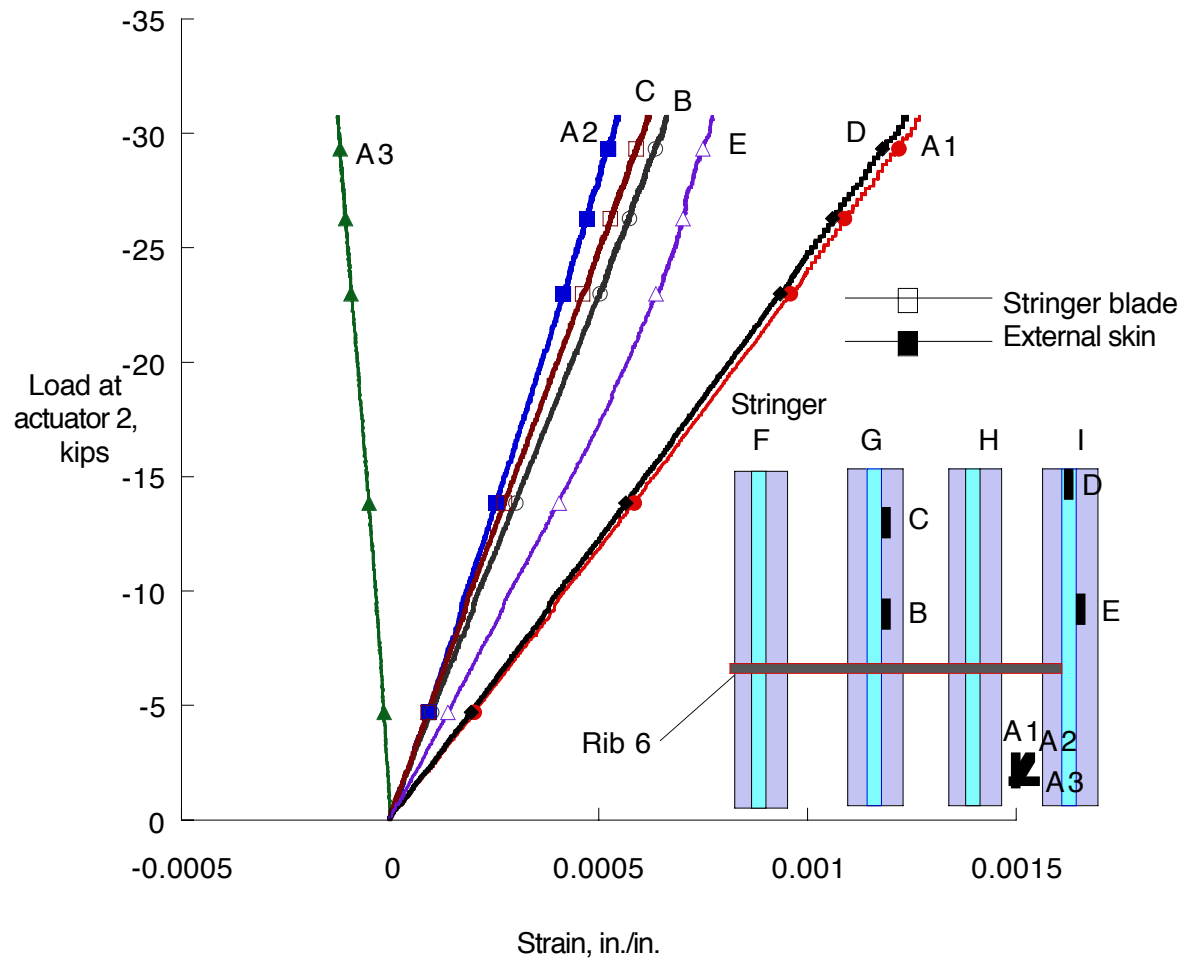 -35
-30
-25
-20
-15
-10
-5
0
Load at
actuator 2,
kips
-0.0005
0
0.0005
0.001
0.0015
Strain, in./in.
A3
A2
C
B
E
D
A1
Stringer blade
External skin
Stringer
F
G
H
I
D
C
B
E
Rib 6
A1
A2
A3